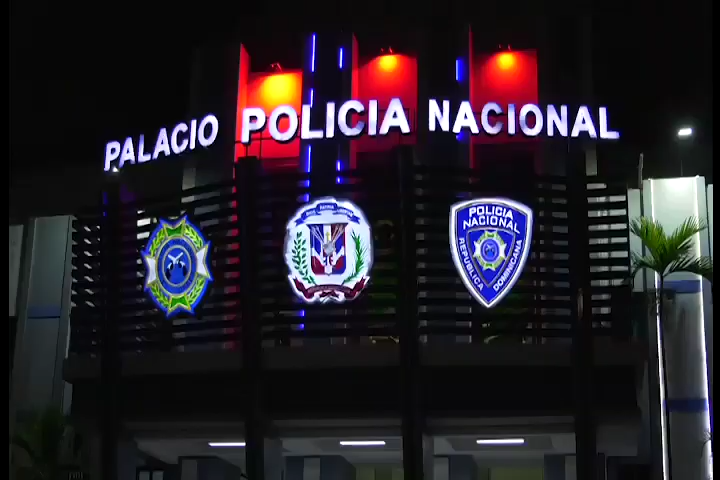 PALACIO POLICIA NACIONAL
POLICIA
NACIONAL
REPUBLICA DOMINICANA